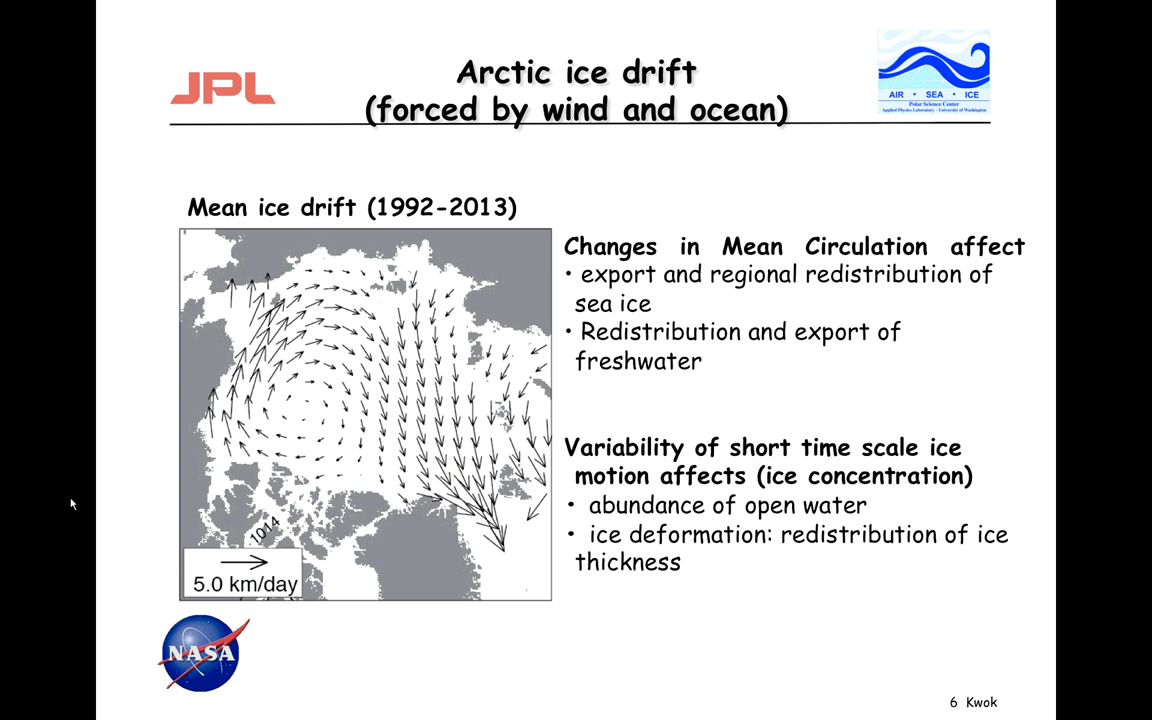 Arctic ice drift
(forced by wind and ocean)
JPL
AIR • SEA • ICE
Polar Science Center
Applied Physics Laboratory - University of Washington
Mean ice drift (1992-2013)
1014
5.0 km/day
Changes in Mean Circulation affect
• export and regional redistribution of
sea ice
• Redistribution and export of
freshwater
Variability of short time scale ice
motion affects (ice concentration)
• abundance of open water
• ice deformation: redistribution of ice
thickness
NASA
6 Kwok